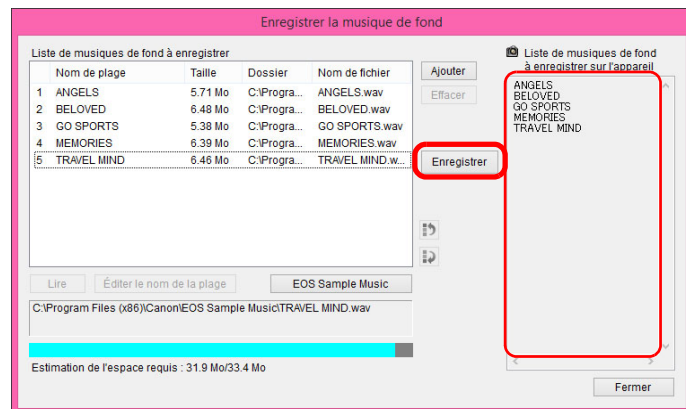 Enregistrer la musique de fond
Liste de musiques de fond à enregistrer
Nom de plage Taille Dossier Nom de fichier
1 ANGELS 5.71 Mo C:\Progra... ANGELS.wav
2 BELOVED 6.48 Mo C:\Progra... BELOVED.wav
3 GO SPORTS 5.38 Mo C:\Progra... GO SPORTS.wav
4 MEMORIES 6.39 Mo C:\Progra... MEMORIES.wav
5 TRAVEL MIND 6.46 Mo C:\Progra... TRAVEL MIND.w...
Ajouter
Effacer
Enregistrer
Liste de musiques de fond
à enregistrer sur l'appareil
ANGELS
BELOVED
GO SPORTS
MEMORIES
TRAVEL MIND
Lire Éditer le nom de la plage EOS Sample Music
C:\Program Files (x86)\Canon\EOS Sample Music\TRAVEL MIND.wav
Estimation de l'espace requis : 31.9 Mo/33.4 Mo
Fermer